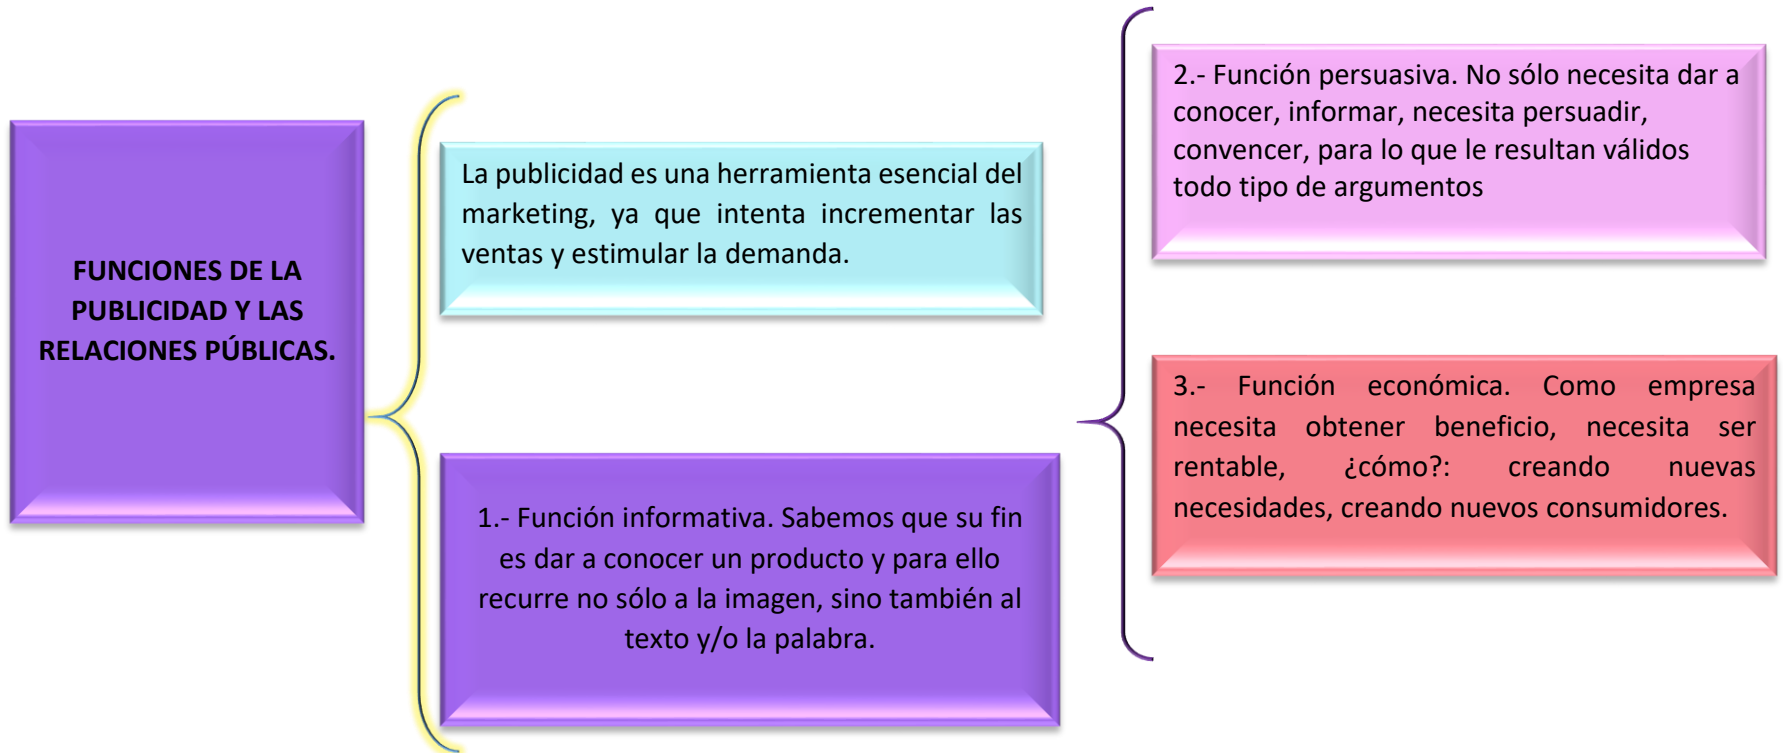 FUNCIONES DE LA
PUBLICIDAD Y LAS
RELACIONES PÚBLICAS.
La publicidad es una herramienta esencial del
marketing, ya que intenta incrementar las
ventas y estimular la demanda.
1.- Función informativa. Sabemos que su fin
es dar a conocer un producto y para ello
recurre no sólo a la imagen, sino también al
texto y/o la palabra.
2.- Función persuasiva. No sólo necesita dar a
conocer, informar, necesita persuadir,
convencer, para lo que le resultan válidos
todo tipo de argumentos
3.- Función económica. Como empresa
necesita obtener beneficio, necesita ser
rentable, ¿cómo?: creando nuevas
necesidades, creando nuevos consumidores.